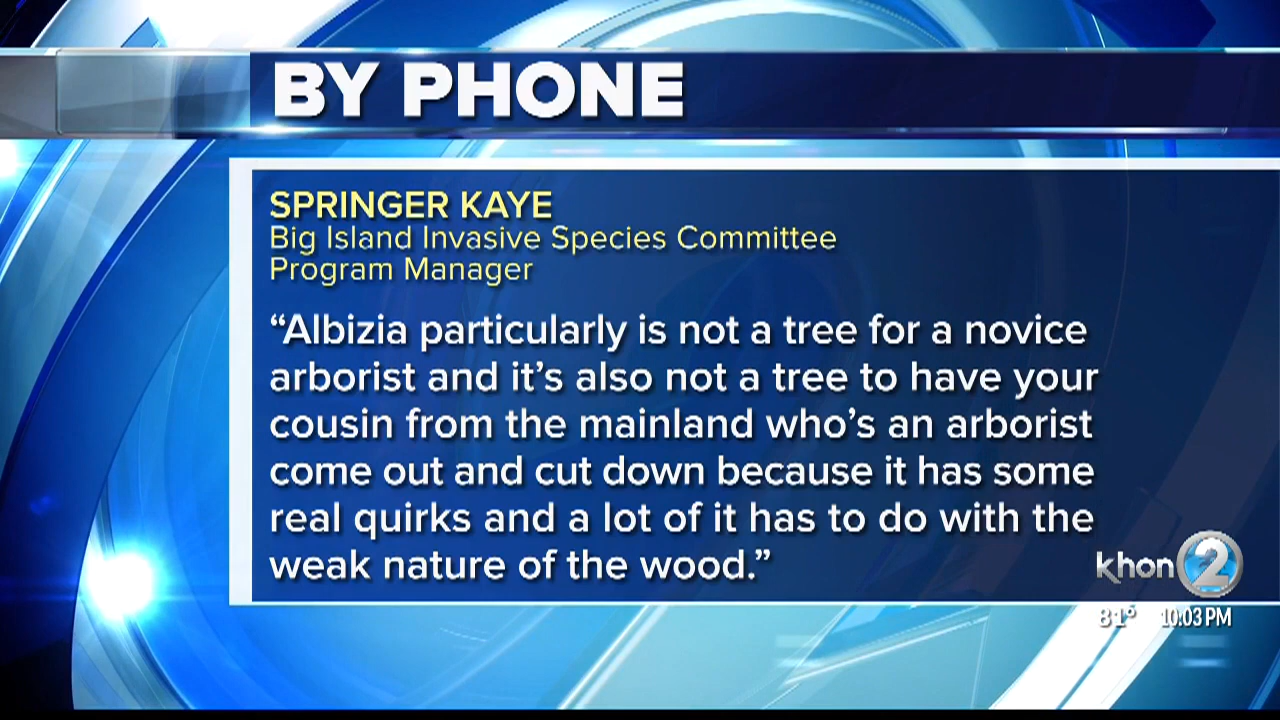 BY PHONE
SPRINGER KAYE
Big Island Invasive Species Committee
Program Manager
“Albizia particularly is not a tree for a novice
arborist and it’s also not a tree to have your
cousin from the mainland who’s an arborist
come out and cut down because it has some
real quirks and a lot of it has to do with the
weak nature of the wood.”
khon 2
81° 10:03 PM